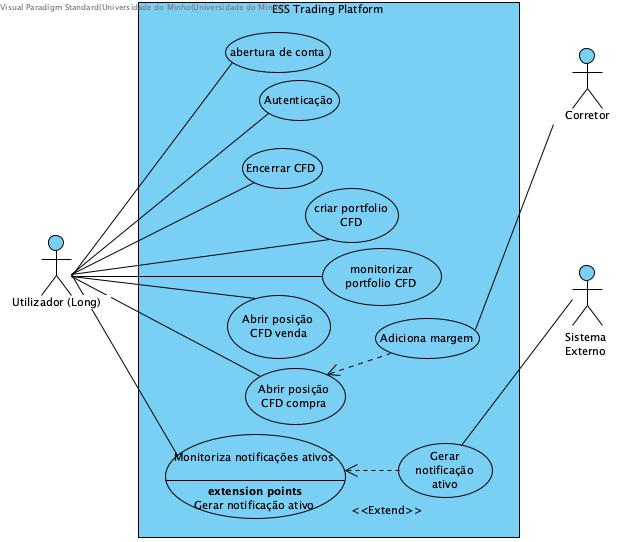 Visual Paradigm Standard(Universidade do Minho(Universidade do Min
ESS Trading Platform
abertura de conta
Autenticação
Corretor
Encerrar CFD
criar portfolio
CFD
Utilizador (Long)
monitorizar
portfolio CFD
Abrir posição
CFD venda
Adiciona margem
Sistema
Externo
Abrir posição
CFD compra
Monitoriza notificações ativos
extension points
Gerar notificação ativo
Gerar
notificação
ativo
<<Extend>>